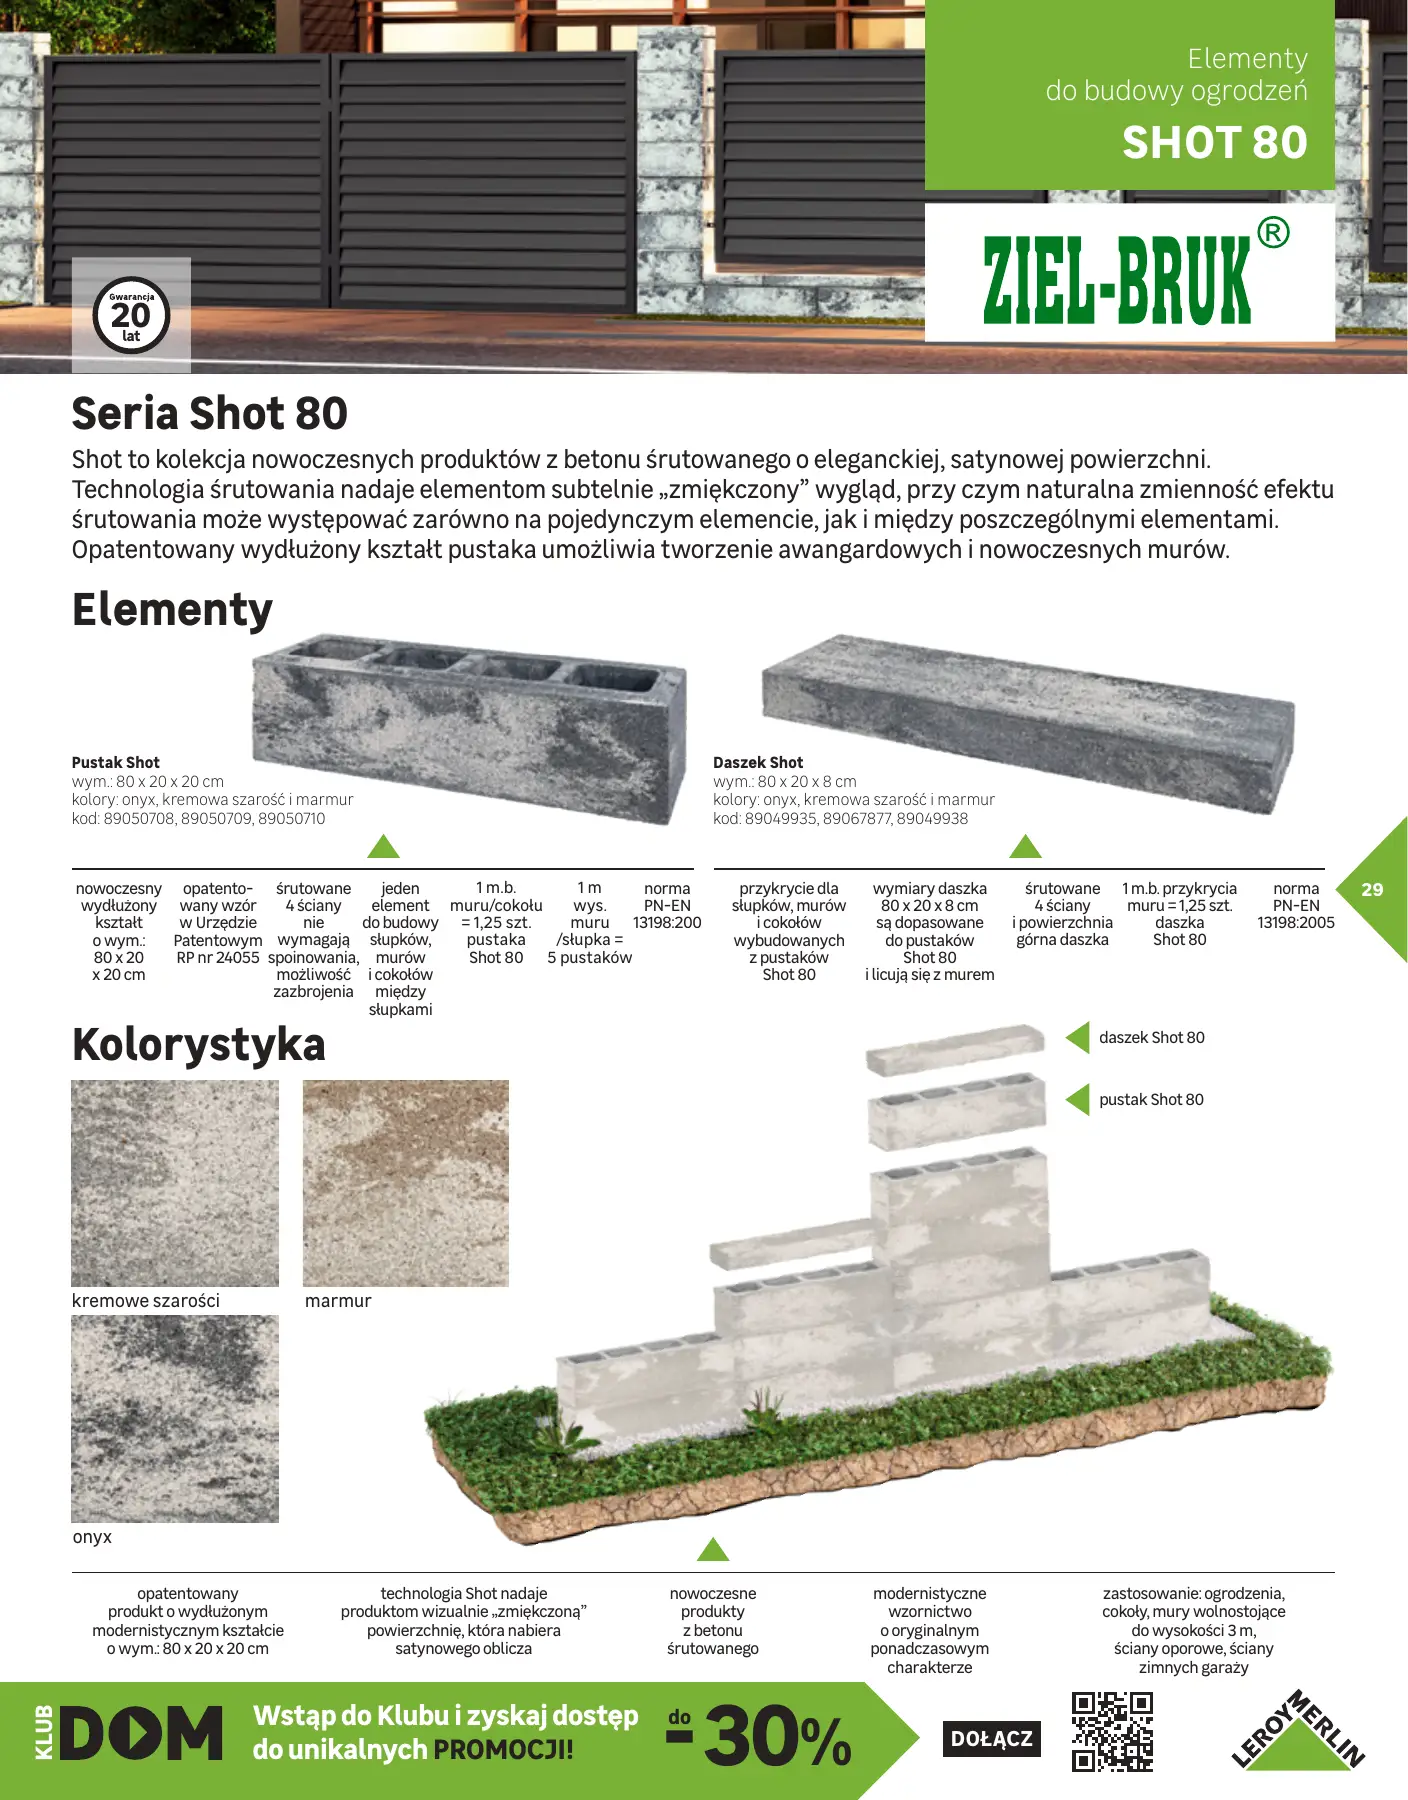 Elementy
do budowy ogrodzeń
SHOT 80
ZIEL-BRUK®
Gwarancja
20
lat
Seria Shot 80
Shot to kolekcja nowoczesnych produktów z betonu śrutowanego o eleganckiej, satynowej powierzchni.
Technologia śrutowania nadaje elementom subtelnie „zmiękczony” wygląd, przy czym naturalna zmienność efektu
śrutowania może występować zarówno na pojedynczym elemencie, jak i między poszczególnymi elementami.
Opatentowany wydłużony kształt pustaka umożliwia tworzenie awangardowych i nowoczesnych murów.
Elementy
Pustak Shot
wym.: 80 x 20 x 20 cm
kolory: onyx, kremowa szarość i marmur
kod: 89050708, 89050709, 89050710
Daszek Shot
wym.: 80 x 20 x 8 cm
kolory: onyx, kremowa szarość i marmur
kod: 89049935, 89067877, 89049938
nowoczesny
wydłużony
kształt
o wym.:
80 x 20
x 20 cm
opatento-
wany wzór
w Urzędzie
Patentowym
RP nr 24055
śrutowane
4 ściany
nie
wymagają
spoinowania,
możliwość
zazbrojenia
jeden
element
do budowy
słupków,
murów
i cokołów
między
słupkami
1 m.b.
muru/cokołu
= 1,25 szt.
pustaka
Shot 80
1 m
wys.
muru
/słupka =
5 pustaków
norma
PN-EN
13198:200
przykrycie dla
słupków, murów
i cokołów
wybudowanych
z pustaków
Shot 80
wymiary daszka
80 x 20 x 8 cm
są dopasowane
do pustaków
Shot 80
i licują się z murem
śrutowane
4 ściany
i powierzchnia
górna daszka
1 m.b. przykrycia
muru = 1,25 szt.
daszka
Shot 80
norma
PN-EN
13198:2005
29
Kolorystyka
daszek Shot 80
pustak Shot 80
kremowe szarości
marmur
onyx
opatentowany
produkt o wydłużonym
modernistycznym kształcie
o wym.: 80 x 20 x 20 cm
technologia Shot nadaje
produktom wizualnie „zmiękczoną”
powierzchnię, która nabiera
satynowego oblicza
nowoczesne
produkty
z betonu
śrutowanego
modernistyczne
wzornictwo
o oryginalnym
ponadczasowym
charakterze
zastosowanie: ogrodzenia,
cokoły, mury wolnostojące
do wysokości 3 m,
ściany oporowe, ściany
zimnych garaży
KLUB
DOM
Wstąp do Klubu i zyskaj dostęp
do unikalnych PROMOCJI!
do
-30%
DOŁĄCZ
LEROY MERLIN